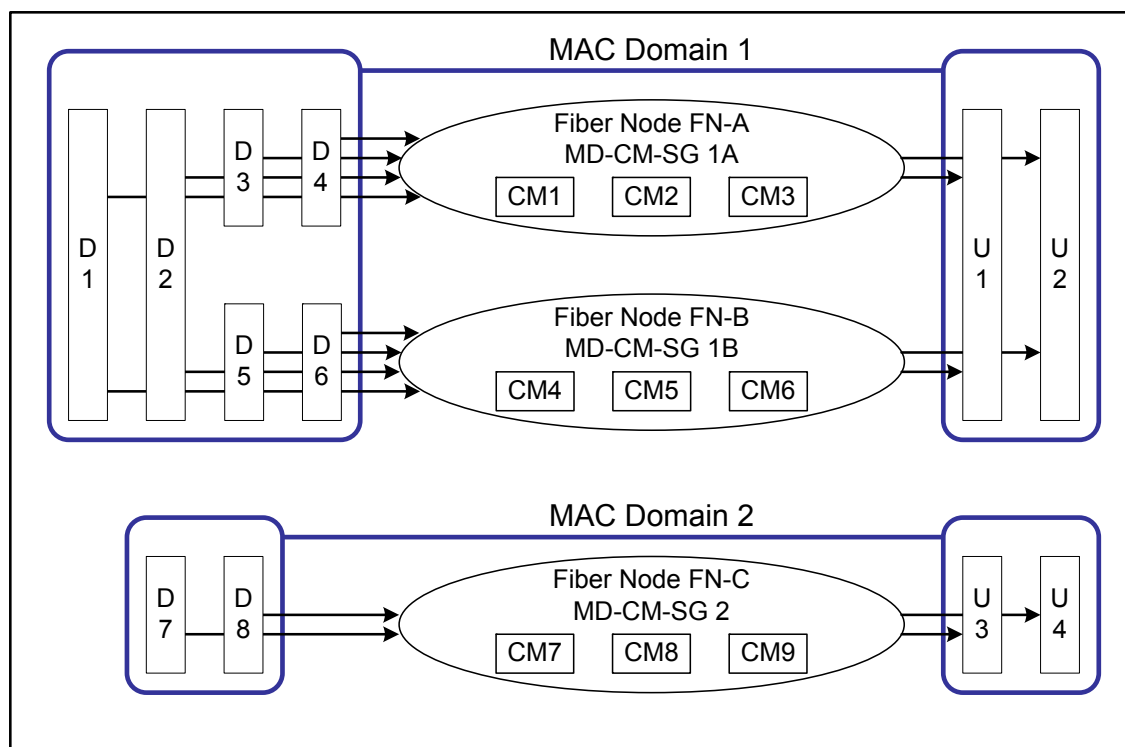 MAC Domain 1
D
1
D
2
D
3
D
4
D
5
D
6
Fiber Node FN-A
MD-CM-SG 1A
CM1 CM2 CM3
Fiber Node FN-B
MD-CM-SG 1B
CM4 CM5 CM6
U
1
U
2
MAC Domain 2
D
7
D
8
Fiber Node FN-C
MD-CM-SG 2
CM7 CM8 CM9
U
3
U
4